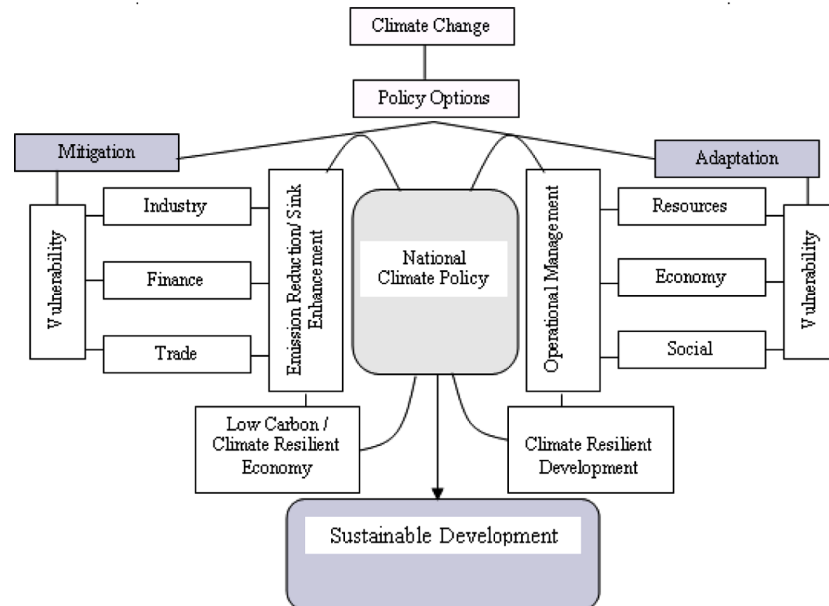 Climate Change
Policy Options
Mitigation
Adaptation
Vulnerability
Industry
Finance
Trade
Emission Reduction/ Sink
Enhancement
National
Climate Policy
Operational Management
Resources
Economy
Social
Vulnerability
Low Carbon /
Climate Resilient
Economy
Climate Resilient
Development
Sustainable Development